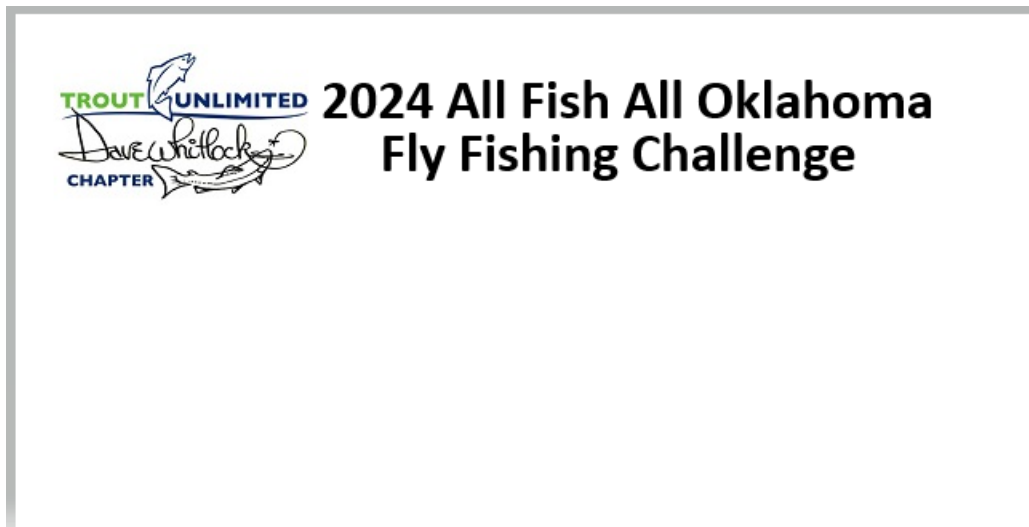 TROUT UNLIMITED
Dave Whitlock
CHAPTER
2024 All Fish All Oklahoma
Fly Fishing Challenge